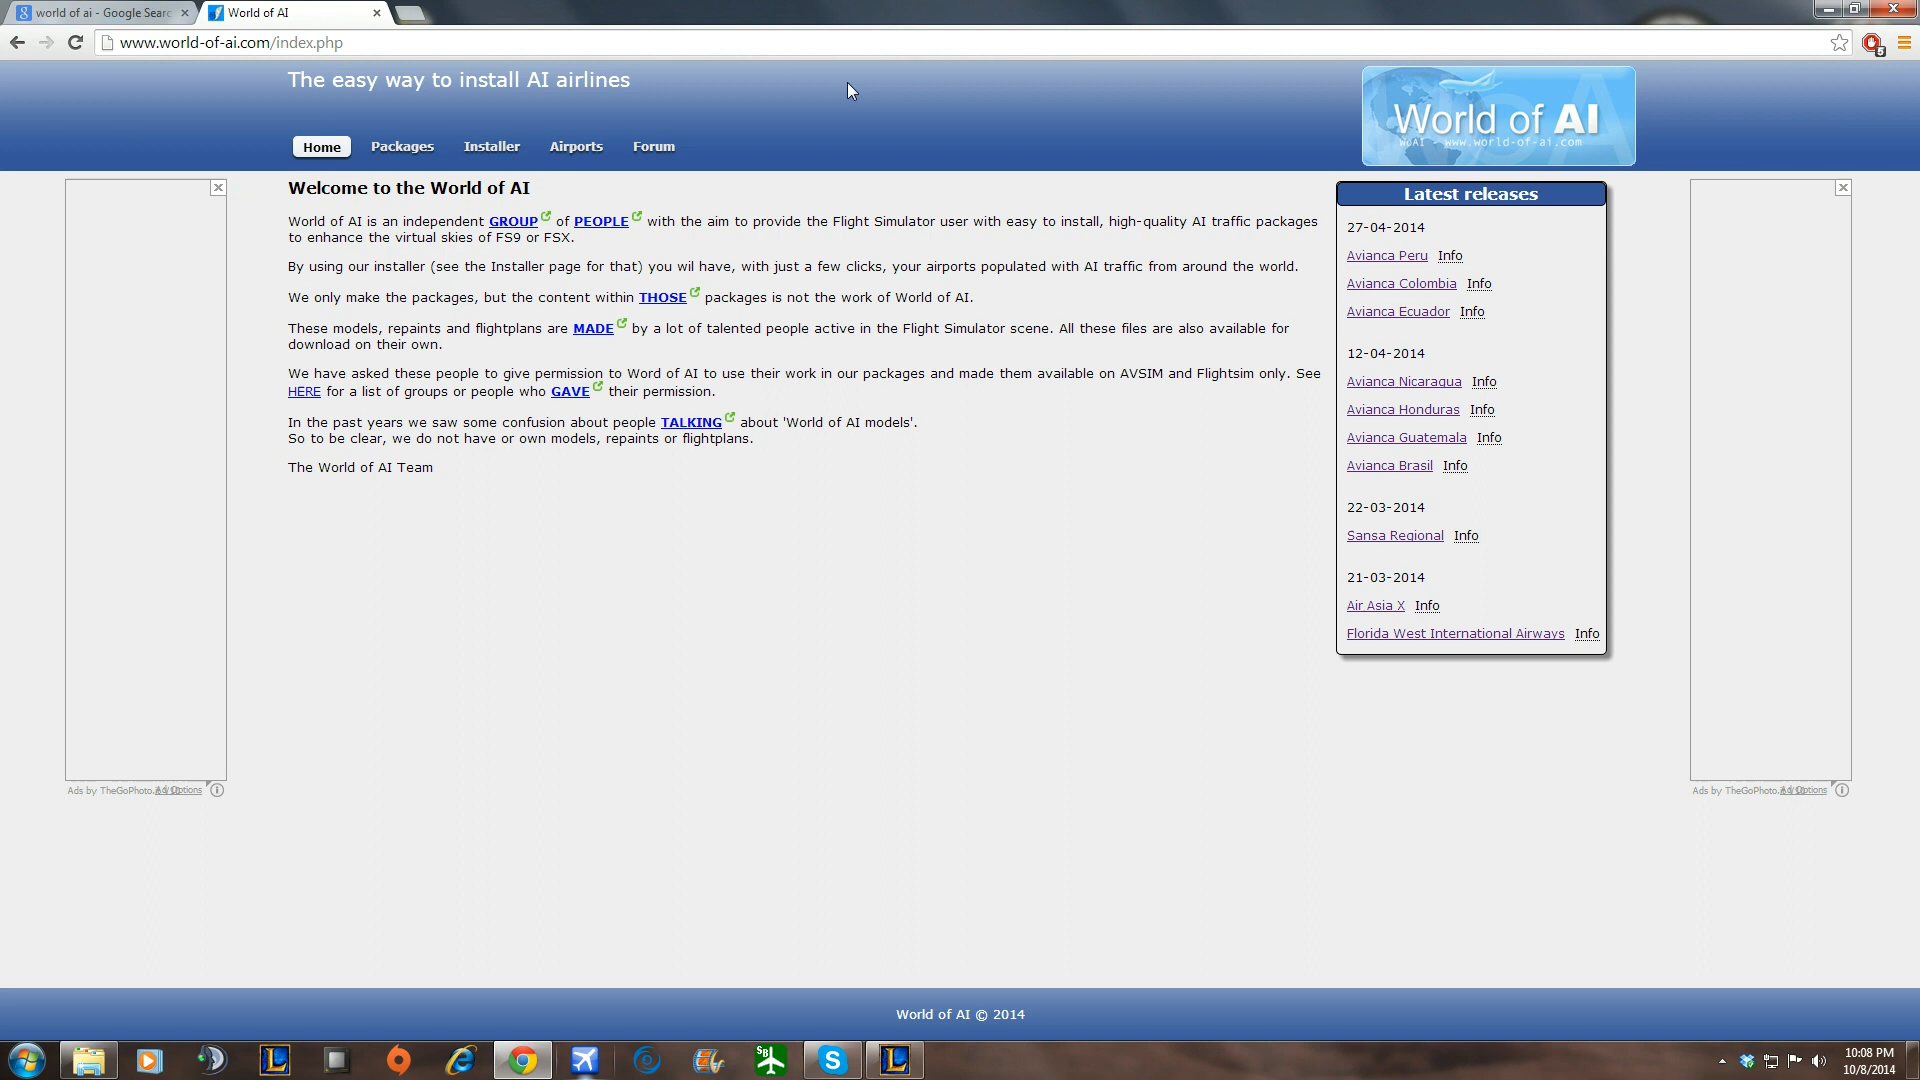 world of ai - Google Searc
World of AI
www.world-of-ai.com/index.php
5
The easy way to install AI airlines
World of AI
WoAI - www.world-of-ai.com
Home
Packages
Installer
Airports
Forum
Welcome to the World of AI
World of AI is an independent GROUP of PEOPLE with the aim to provide the Flight Simulator user with easy to install, high-quality AI traffic packages
to enhance the virtual skies of FS9 or FSX.
By using our installer (see the Installer page for that) you wil have, with just a few clicks, your airports populated with AI traffic from around the world.
We only make the packages, but the content within THOSE packages is not the work of World of AI.
These models, repaints and flightplans are MADE by a lot of talented people active in the Flight Simulator scene. All these files are also available for
download on their own.
We have asked these people to give permission to Word of AI to use their work in our packages and made them available on AVSIM and Flightsim only. See
HERE for a list of groups or people who GAVE their permission.
In the past years we saw some confusion about people TALKING about 'World of AI models'.
So to be clear, we do not have or own models, repaints or flightplans.
The World of AI Team
Latest releases
27-04-2014
Avianca Peru Info
Avianca Colombia Info
Avianca Ecuador Info
12-04-2014
Avianca Nicaragua Info
Avianca Honduras Info
Avianca Guatemala Info
Avianca Brasil Info
22-03-2014
Sansa Regional Info
21-03-2014
Air Asia X Info
Florida West International Airways Info
Ads by TheGoPhoto. Ad Options
Ads by TheGoPhoto. Ad Options
World of AI © 2014
SB
10:08 PM
10/8/2014